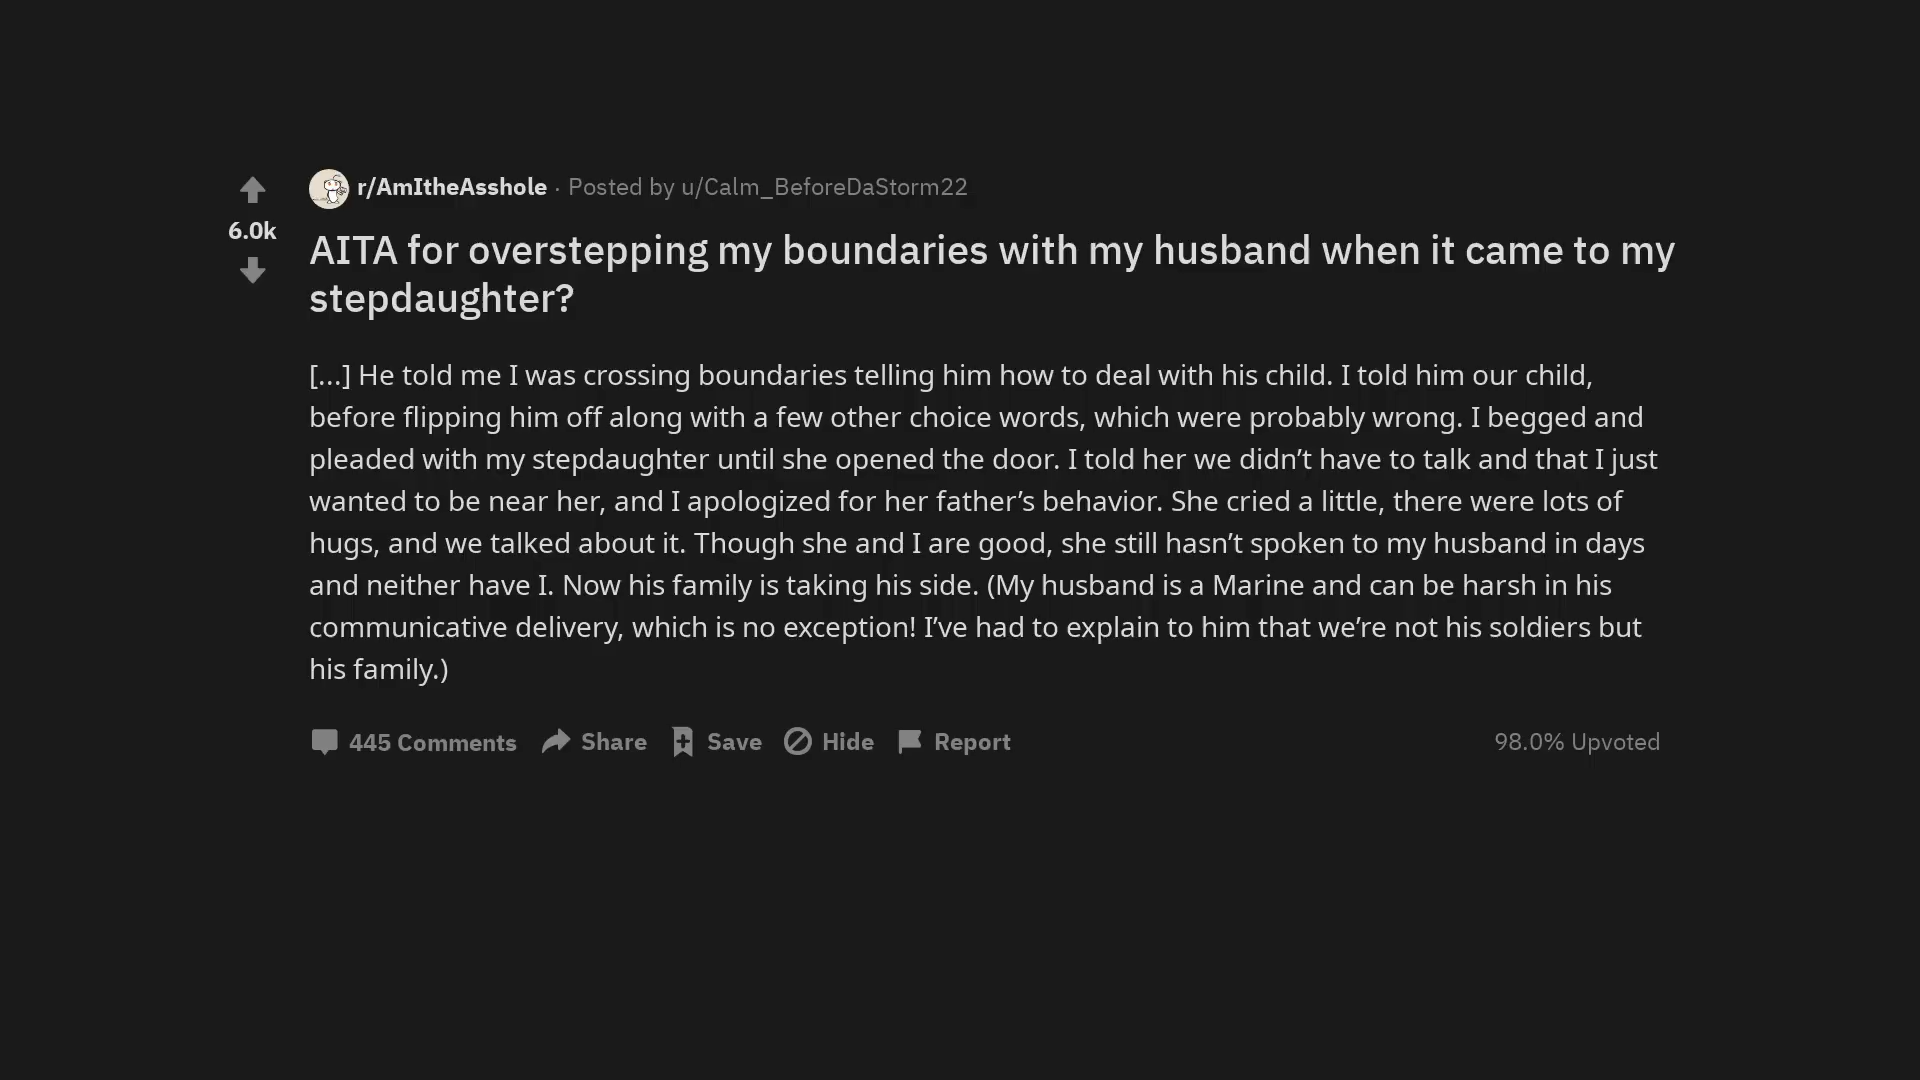 r/AmItheAsshole · Posted by u/Calm_BeforeDaStorm22
6.0k
AITA for overstepping my boundaries with my husband when it came to my
stepdaughter?
[...] He told me I was crossing boundaries telling him how to deal with his child. I told him our child,
before flipping him off along with a few other choice words, which were probably wrong. I begged and
pleaded with my stepdaughter until she opened the door. I told her we didn’t have to talk and that I just
wanted to be near her, and I apologized for her father’s behavior. She cried a little, there were lots of
hugs, and we talked about it. Though she and I are good, she still hasn’t spoken to my husband in days
and neither have I. Now his family is taking his side. (My husband is a Marine and can be harsh in his
communicative delivery, which is no exception! I’ve had to explain to him that we’re not his soldiers but
his family.)
445 Comments Share Save Hide Report 98.0% Upvoted